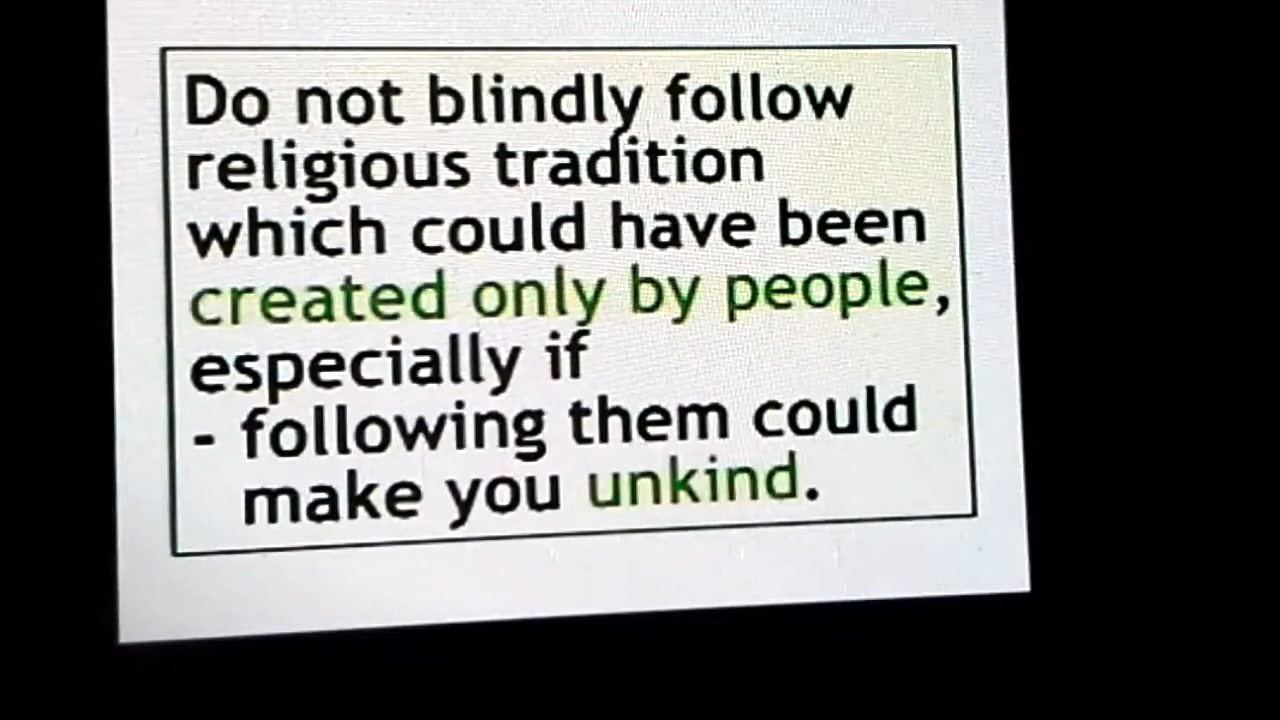 Do not blindly follow
religious tradition
which could have been
created only by people,
especially if
- following them could
make you unkind.